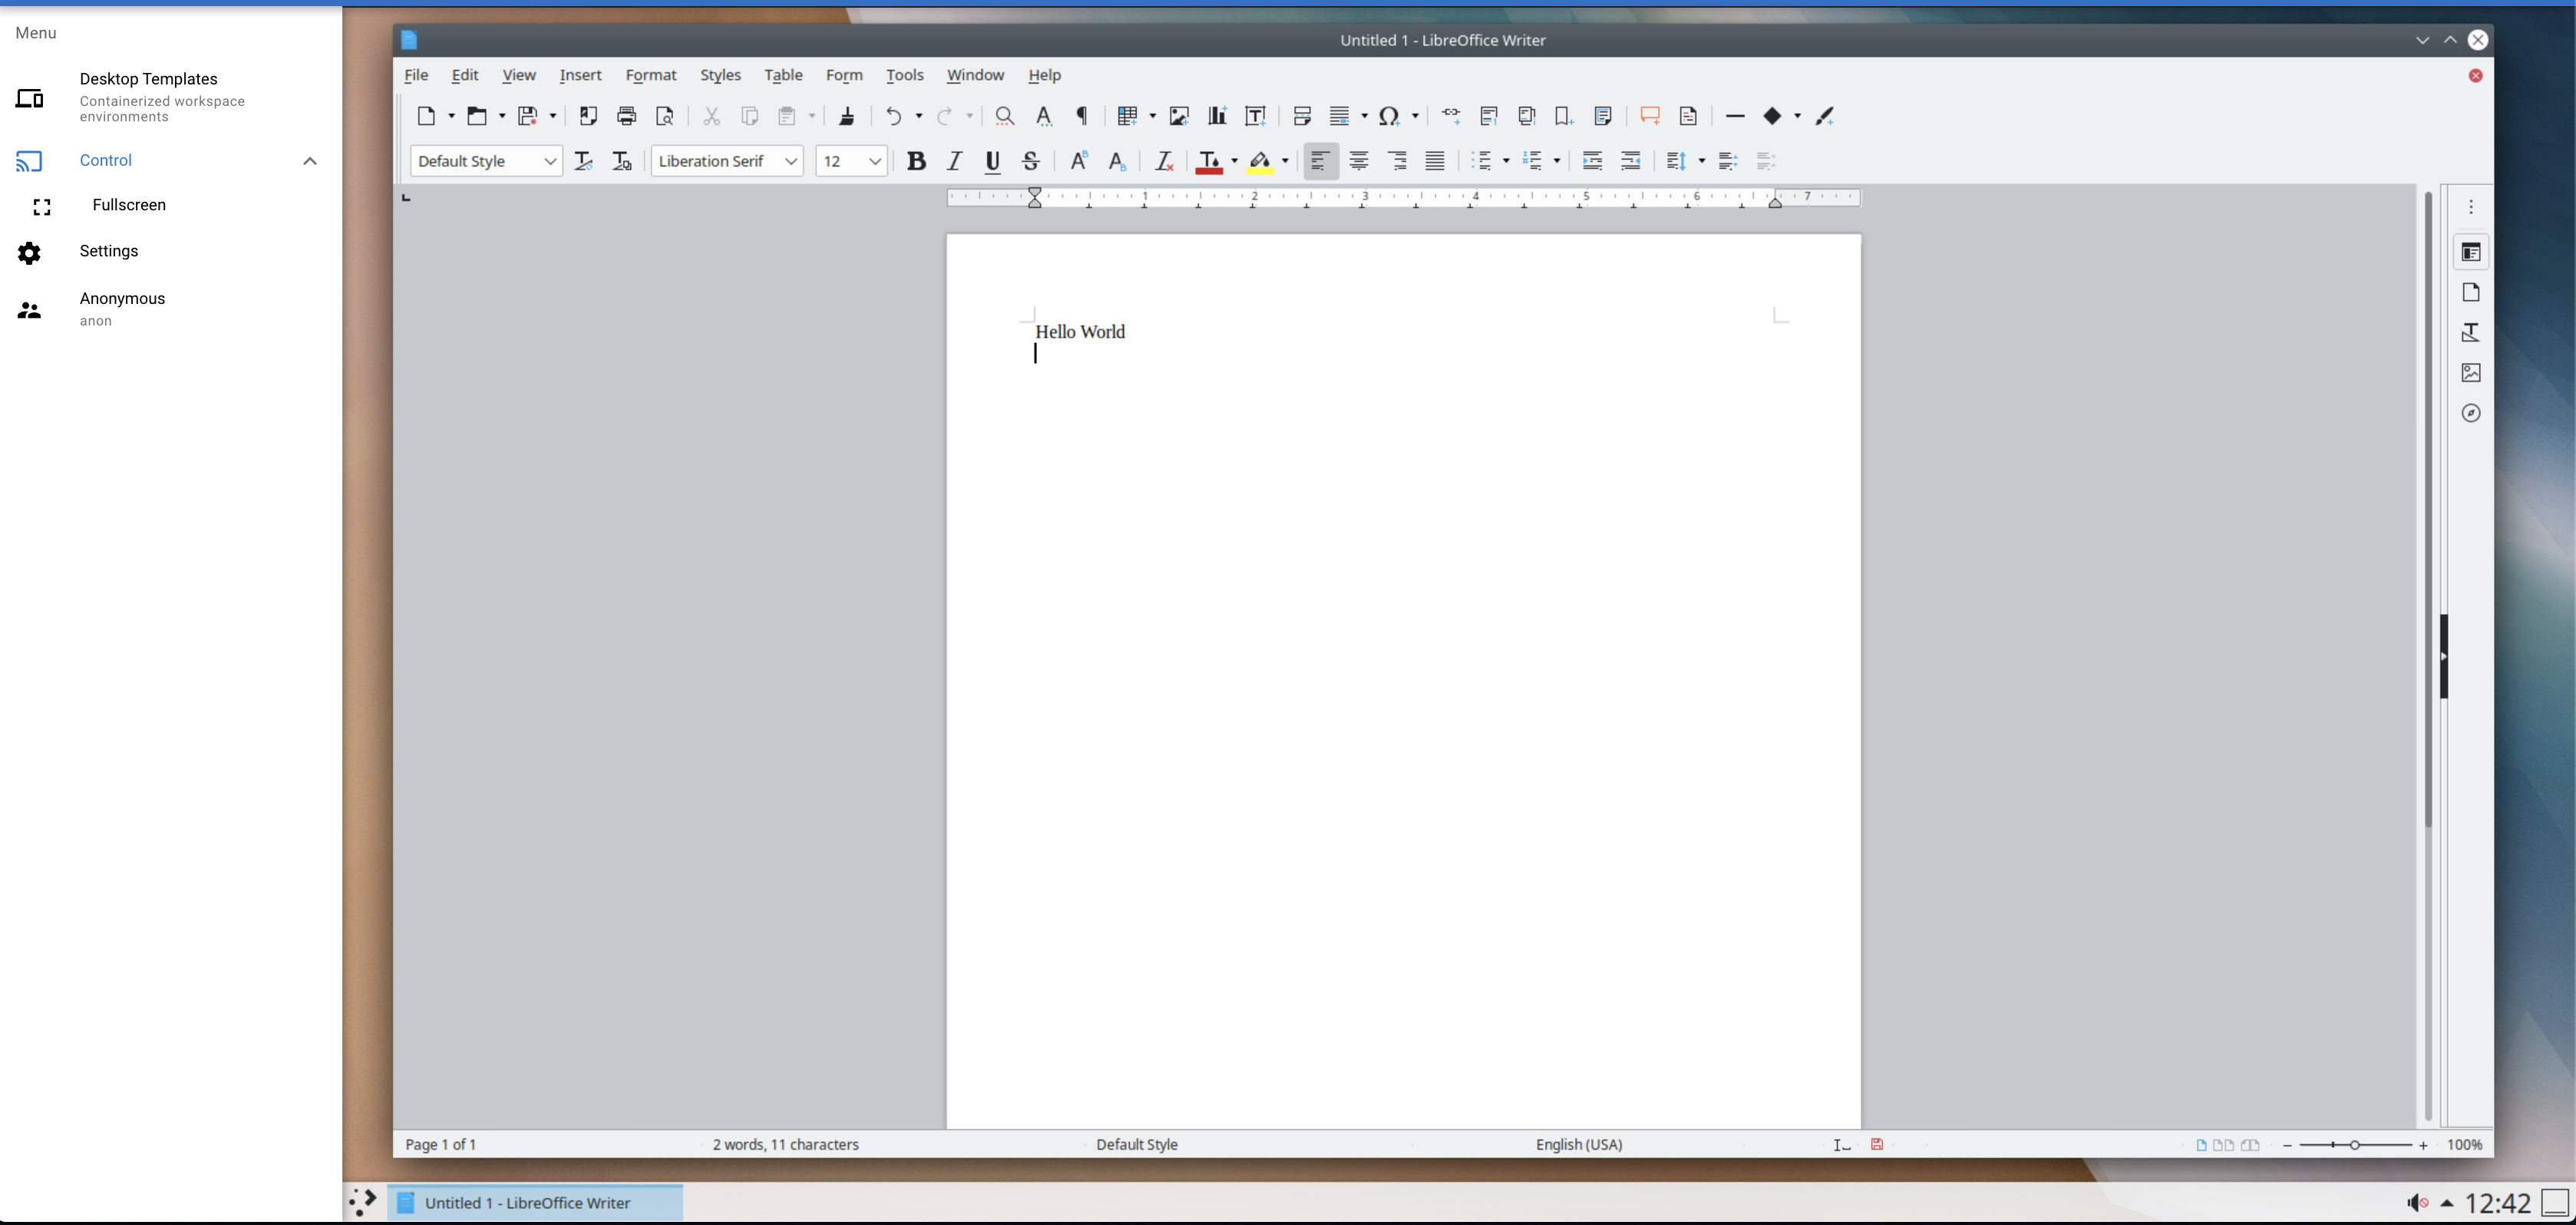 Menu
Desktop Templates
Containerized workspace
environments
Control
Fullscreen
Settings
Anonymous
anon
Untitled 1 - LibreOffice Writer
File Edit View Insert Format Styles Table Form Tools Window Help
Default Style Liberation Serif 12
1 2 3 4 5 6 7
Hello World
Page 1 of 1 2 words, 11 characters Default Style English (USA) 100%
Untitled 1 - LibreOffice Writer 12:42